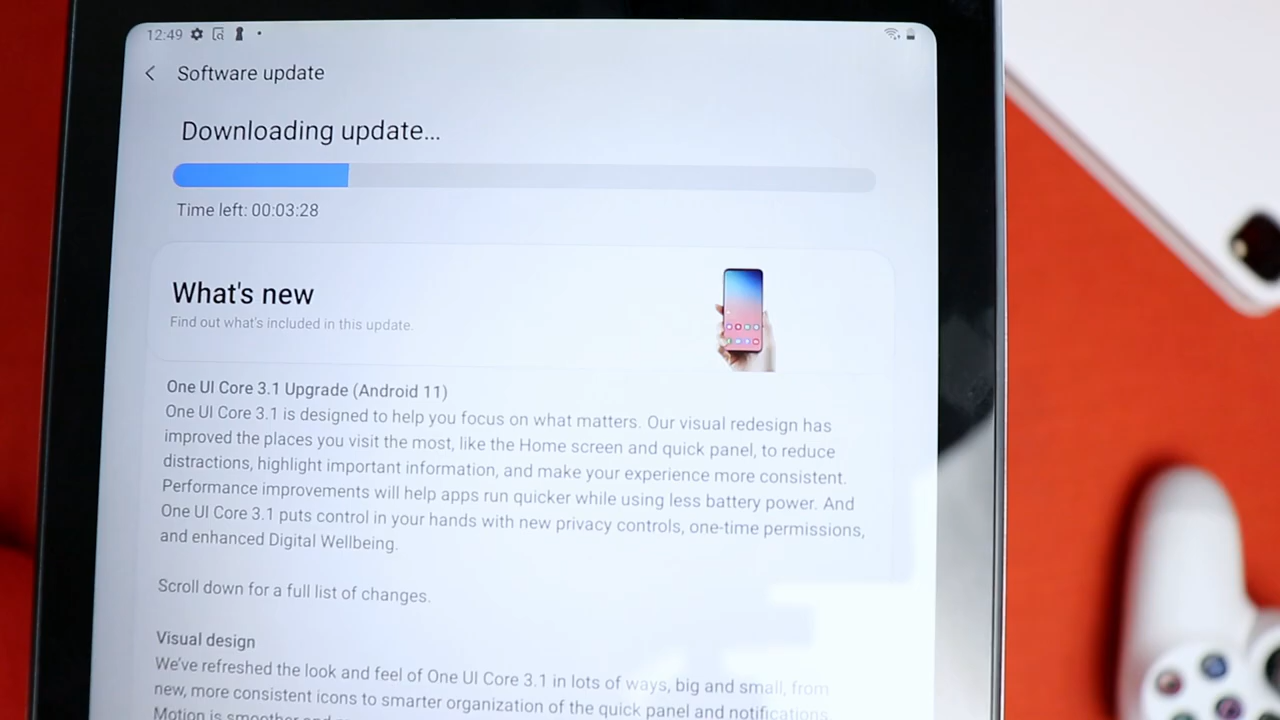 12:49
Software update
Downloading update...
Time left: 00:03:28
What's new
Find out what's included in this update.
One UI Core 3.1 Upgrade (Android 11)
One UI Core 3.1 is designed to help you focus on what matters. Our visual redesign has
improved the places you visit the most, like the Home screen and quick panel, to reduce
distractions, highlight important information, and make your experience more consistent.
Performance improvements will help apps run quicker while using less battery power. And
One UI Core 3.1 puts control in your hands with new privacy controls, one-time permissions,
and enhanced Digital Wellbeing.
Scroll down for a full list of changes.
Visual design
We've refreshed the look and feel of One UI Core 3.1 in lots of ways, big and small, from
new, more consistent icons to smarter organization of the quick panel and notifications.
Motion is smoother and